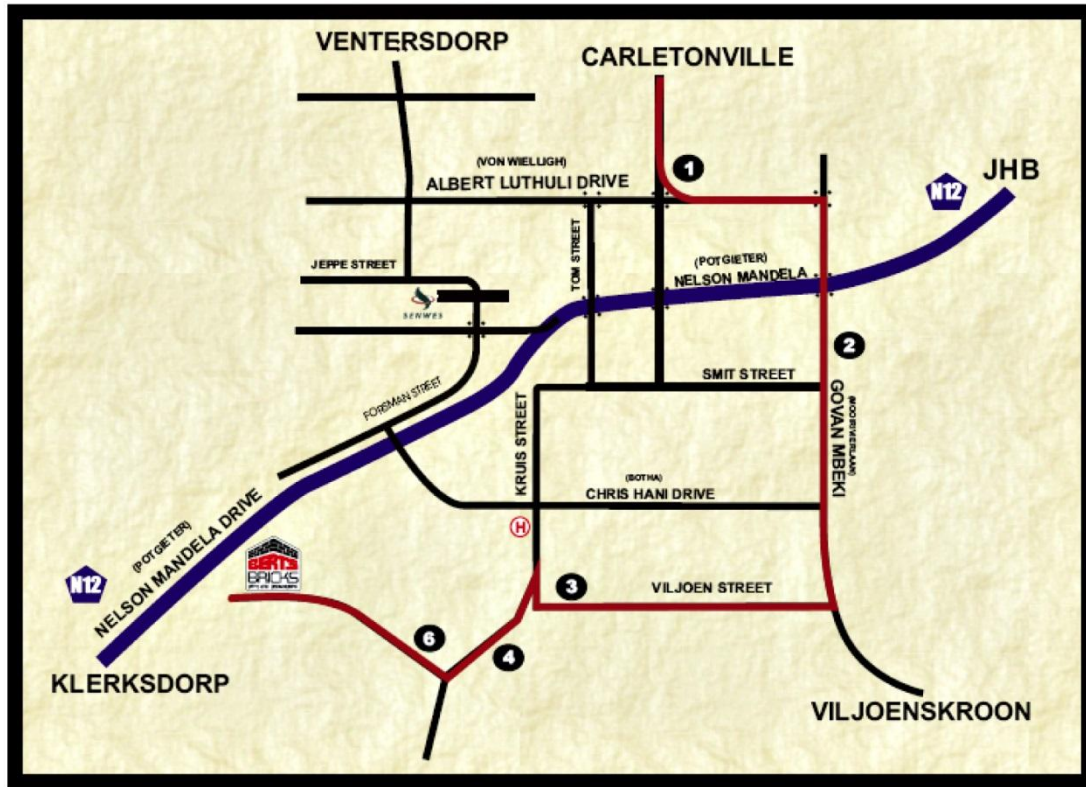 VENTERSDORP
CARLETONVILLE
(VON WIELLIGH)
ALBERT LUTHULI DRIVE
1
JHB
N12
JEPPE STREET
TOM STREET
(POTGIETER)
NELSON MANDELA
SENWES
2
SMIT STREET
FORSMAN STREET
KRUIS STREET
GOVAN MBEKI
(BOTHA)
CHRIS HANI DRIVE
H
(POTGIETER)
NELSON MANDELA DRIVE
N12
BERT'S
BRICKS
3
VILJOEN STREET
6
4
KLERKSDORP
VILJOENSKROON